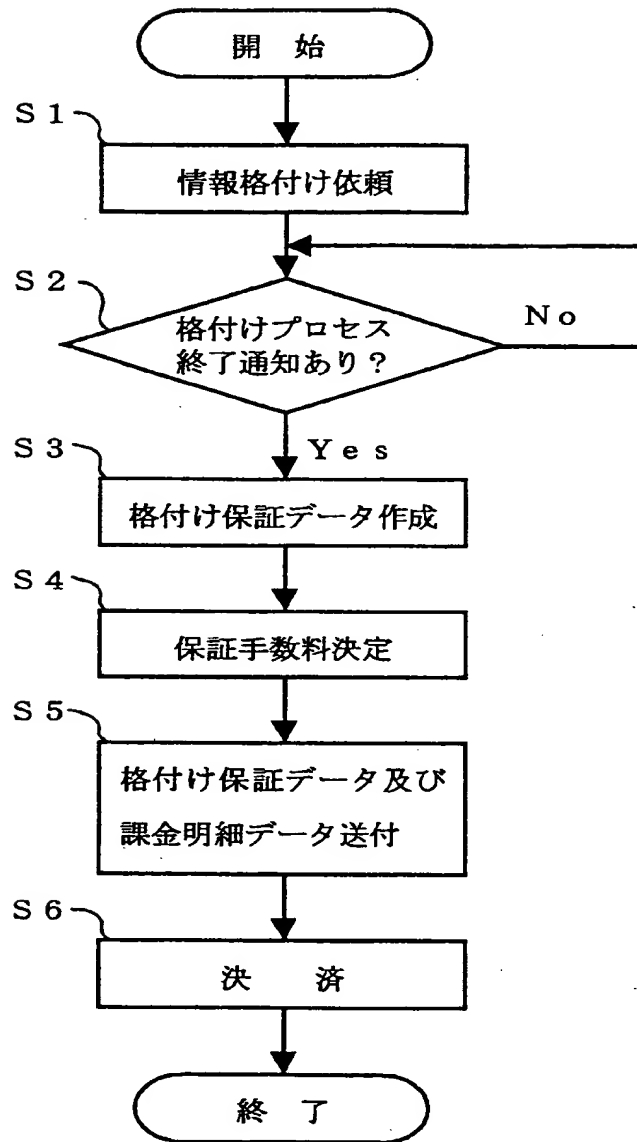 開 始
S1
情報格付け依頼
S2
格付けプロセス
終了通知あり？
No
Yes
S3
格付け保証データ作成
S4
保証手数料決定
S5
格付け保証データ及び
課金明細データ送付
S6
決 済
終 了